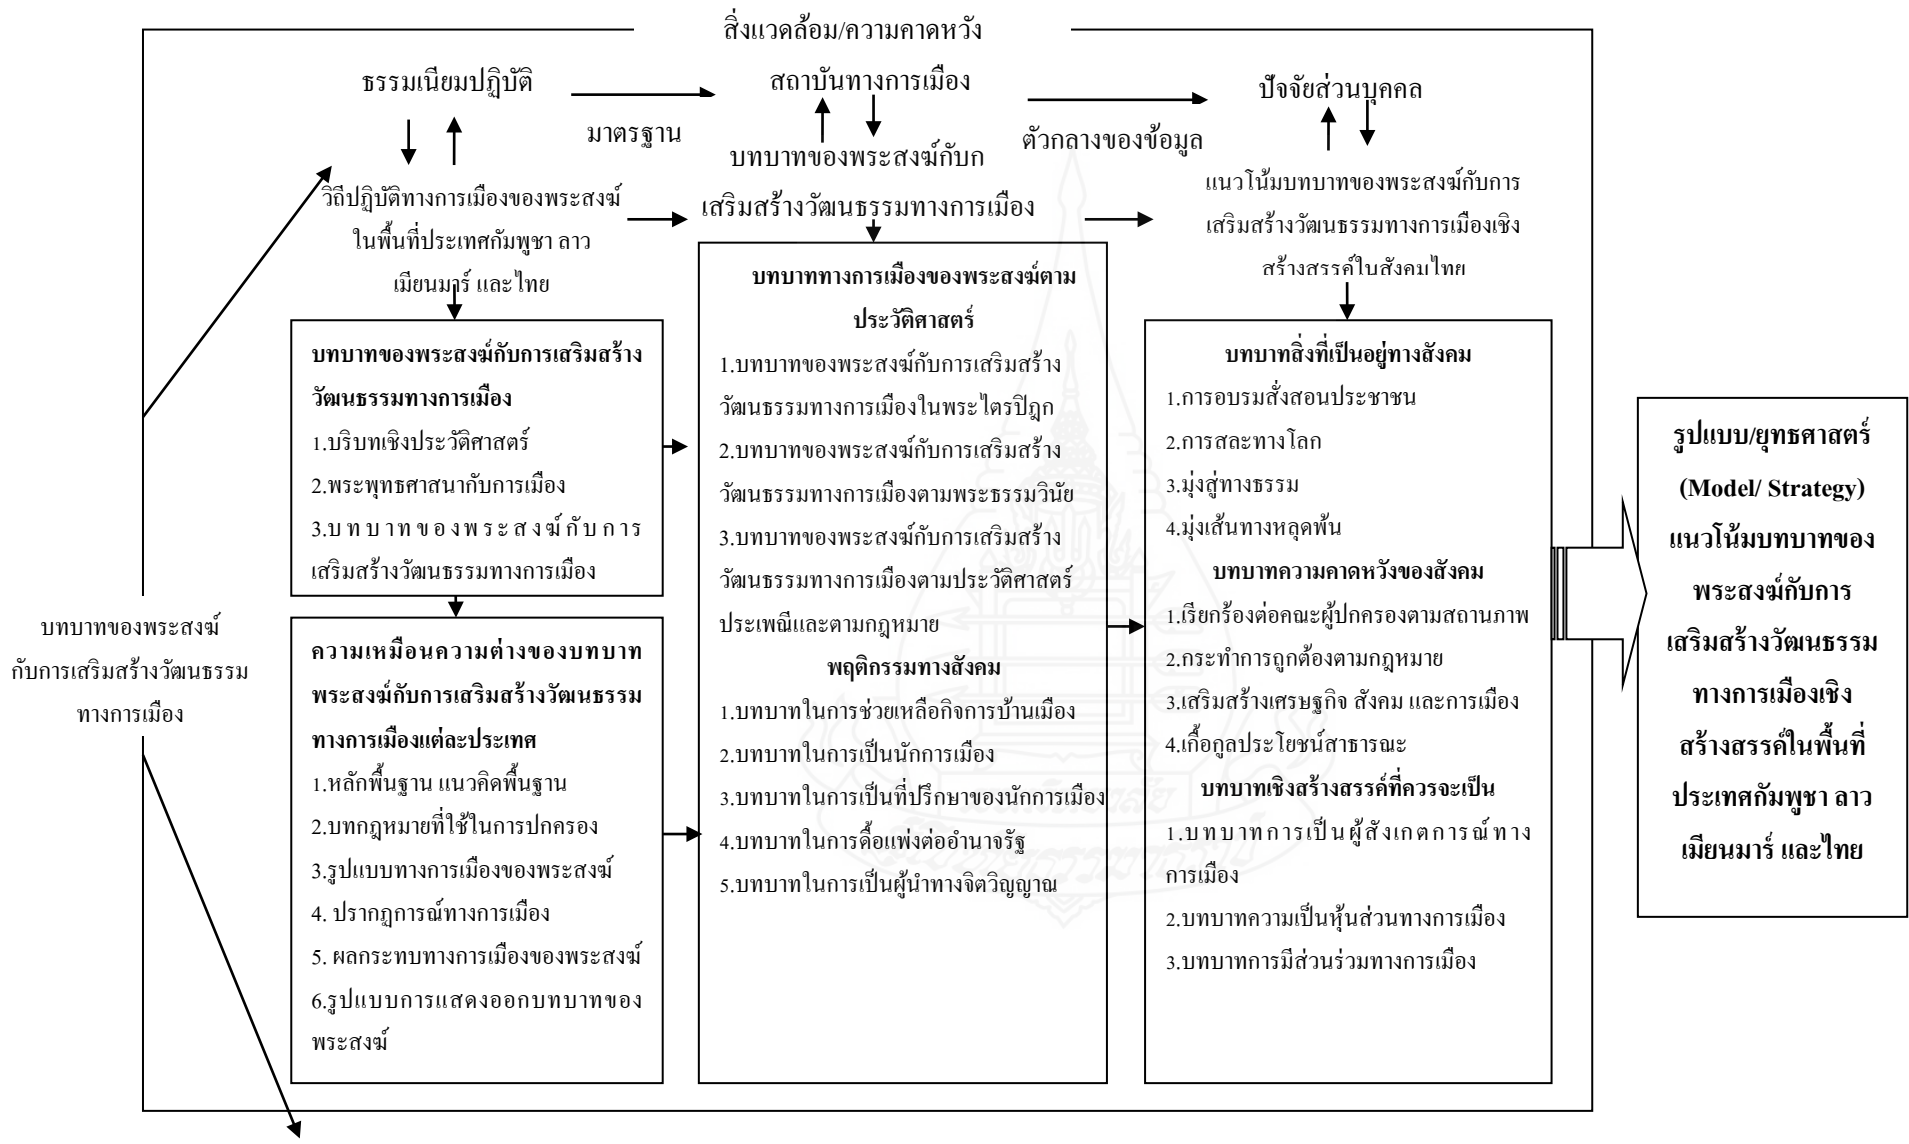 สิ่งแวดล้อม/ความคาดหวัง
ธรรมเนียมปฏิบัติ
สถาบันทางการเมือง
ปัจจัยส่วนบุคคล
มาตรฐาน
ตัวกลางของข้อมูล
วิถีปฏิบัติทางการเมืองของพระสงฆ์
ในพื้นที่ประเทศกัมพูชา ลาว
เมียนมาร์ และไทย
บทบาทของพระสงฆ์กับก
เสริมสร้างวัฒนธรรมทางการเมือง
แนวโน้มบทบาทของพระสงฆ์กับการ
เสริมสร้างวัฒนธรรมทางการเมืองเชิง
สร้างสรรค์ในสังคมไทย
บทบาทของพระสงฆ์
กับการเสริมสร้างวัฒนธรรม
ทางการเมือง
บทบาทของพระสงฆ์กับการเสริมสร้าง
วัฒนธรรมทางการเมือง
1.บริบทเชิงประวัติศาสตร์
2.พระพุทธศาสนากับการเมือง
3.บทบาทของพระสงฆ์กับการ
เสริมสร้างวัฒนธรรมทางการเมือง
ความเหมือนความต่างของบทบาท
พระสงฆ์กับการเสริมสร้างวัฒนธรรม
ทางการเมืองแต่ละประเทศ
1.หลักพื้นฐาน แนวคิดพื้นฐาน
2.บทกฎหมายที่ใช้ในการปกครอง
3.รูปแบบทางการเมืองของพระสงฆ์
4. ปรากฏการณ์ทางการเมือง
5. ผลกระทบทางการเมืองของพระสงฆ์
6.รูปแบบการแสดงออกบทบาทของ
พระสงฆ์
บทบาททางการเมืองของพระสงฆ์ตาม
ประวัติศาสตร์
1.บทบาทของพระสงฆ์กับการเสริมสร้าง
วัฒนธรรมทางการเมืองในพระไตรปิฎก
2.บทบาทของพระสงฆ์กับการเสริมสร้าง
วัฒนธรรมทางการเมืองตามพระธรรมวินัย
3.บทบาทของพระสงฆ์กับการเสริมสร้าง
วัฒนธรรมทางการเมืองตามประวัติศาสตร์
ประเพณีและตามกฎหมาย
พฤติกรรมทางสังคม
1.บทบาทในการช่วยเหลือกิจการบ้านเมือง
2.บทบาทในการเป็นนักการเมือง
3.บทบาทในการเป็นที่ปรึกษาของนักการเมือง
4.บทบาทในการดื้อแพ่งต่ออำนาจรัฐ
5.บทบาทในการเป็นผู้นำทางจิตวิญญาณ
บทบาทสิ่งที่เป็นอยู่ทางสังคม
1.การอบรมสั่งสอนประชาชน
2.การสละทางโลก
3.มุ่งสู่ทางธรรม
4.มุ่งเส้นทางหลุดพ้น
บทบาทความคาดหวังของสังคม
1.เรียกร้องต่อคณะผู้ปกครองตามสถานภาพ
2.กระทำการถูกต้องตามกฎหมาย
3.เสริมสร้างเศรษฐกิจ สังคม และการเมือง
4.เกื้อกูลประโยชน์สาธารณะ
บทบาทเชิงสร้างสรรค์ที่ควรจะเป็น
1.บทบาทการเป็นผู้สังเกตการณ์ทาง
การเมือง
2.บทบาทความเป็นหุ้นส่วนทางการเมือง
3.บทบาทการมีส่วนร่วมทางการเมือง
รูปแบบ/ยุทธศาสตร์
(Model/ Strategy)
แนวโน้มบทบาทของ
พระสงฆ์กับการ
เสริมสร้างวัฒนธรรม
ทางการเมืองเชิง
สร้างสรรค์ในพื้นที่
ประเทศกัมพูชา ลาว
เมียนมาร์ และไทย